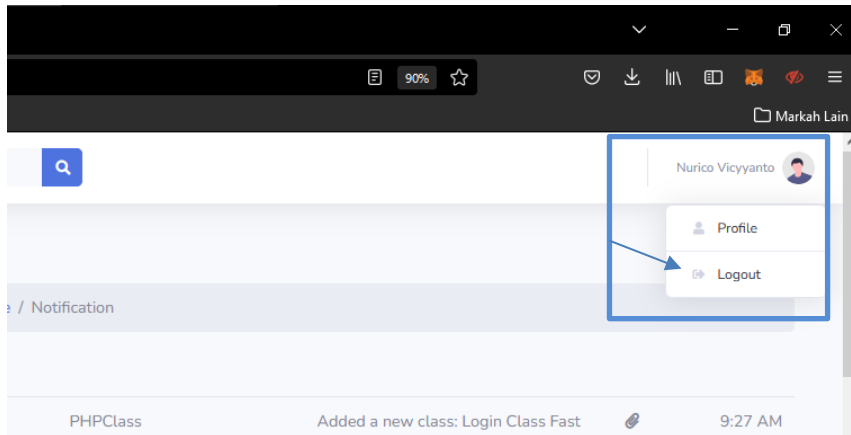 90%
Markah Lain
Nurico Vicyyanto
Profile
Logout
/ Notification
PHPClass Added a new class: Login Class Fast 9:27 AM